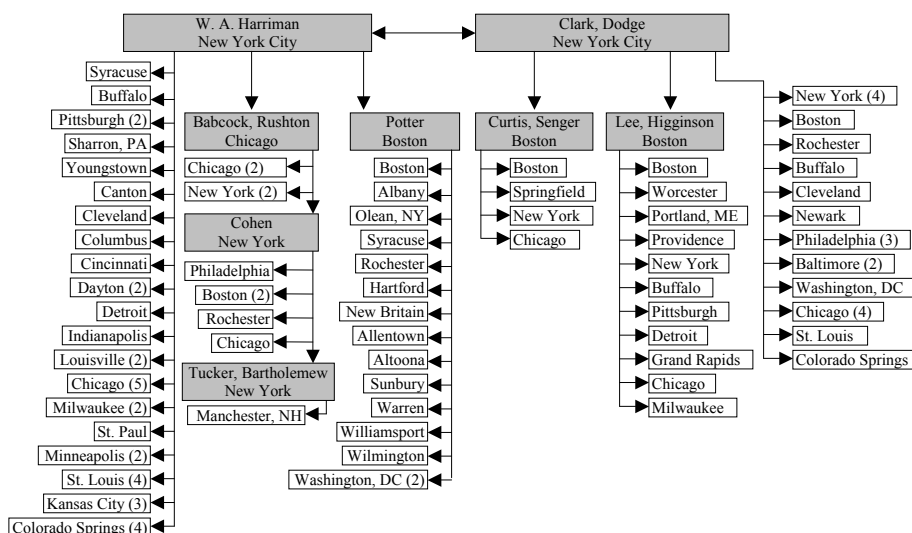 W. A. Harriman
New York City
Clark, Dodge
New York City
Syracuse
Buffalo
Pittsburgh (2)
Sharron, PA
Youngstown
Canton
Cleveland
Columbus
Cincinnati
Dayton (2)
Detroit
Indianapolis
Louisville (2)
Chicago (5)
Milwaukee (2)
St. Paul
Minneapolis (2)
St. Louis (4)
Kansas City (3)
Colorado Springs (4)
Babcock, Rushton
Chicago
Chicago (2)
New York (2)
Cohen
New York
Philadelphia
Boston (2)
Rochester
Chicago
Tucker, Bartholemew
New York
Manchester, NH
Potter
Boston
Boston
Albany
Olean, NY
Syracuse
Rochester
Hartford
New Britain
Allentown
Altoona
Sunbury
Warren
Williamsport
Wilmington
Washington, DC (2)
Curtis, Senger
Boston
Boston
Springfield
New York
Chicago
Lee, Higginson
Boston
Boston
Worcester
Portland, ME
Providence
New York
Buffalo
Pittsburgh
Detroit
Grand Rapids
Chicago
Milwaukee
New York (4)
Boston
Rochester
Buffalo
Cleveland
Newark
Philadelphia (3)
Baltimore (2)
Washington, DC
Chicago (4)
St. Louis
Colorado Springs